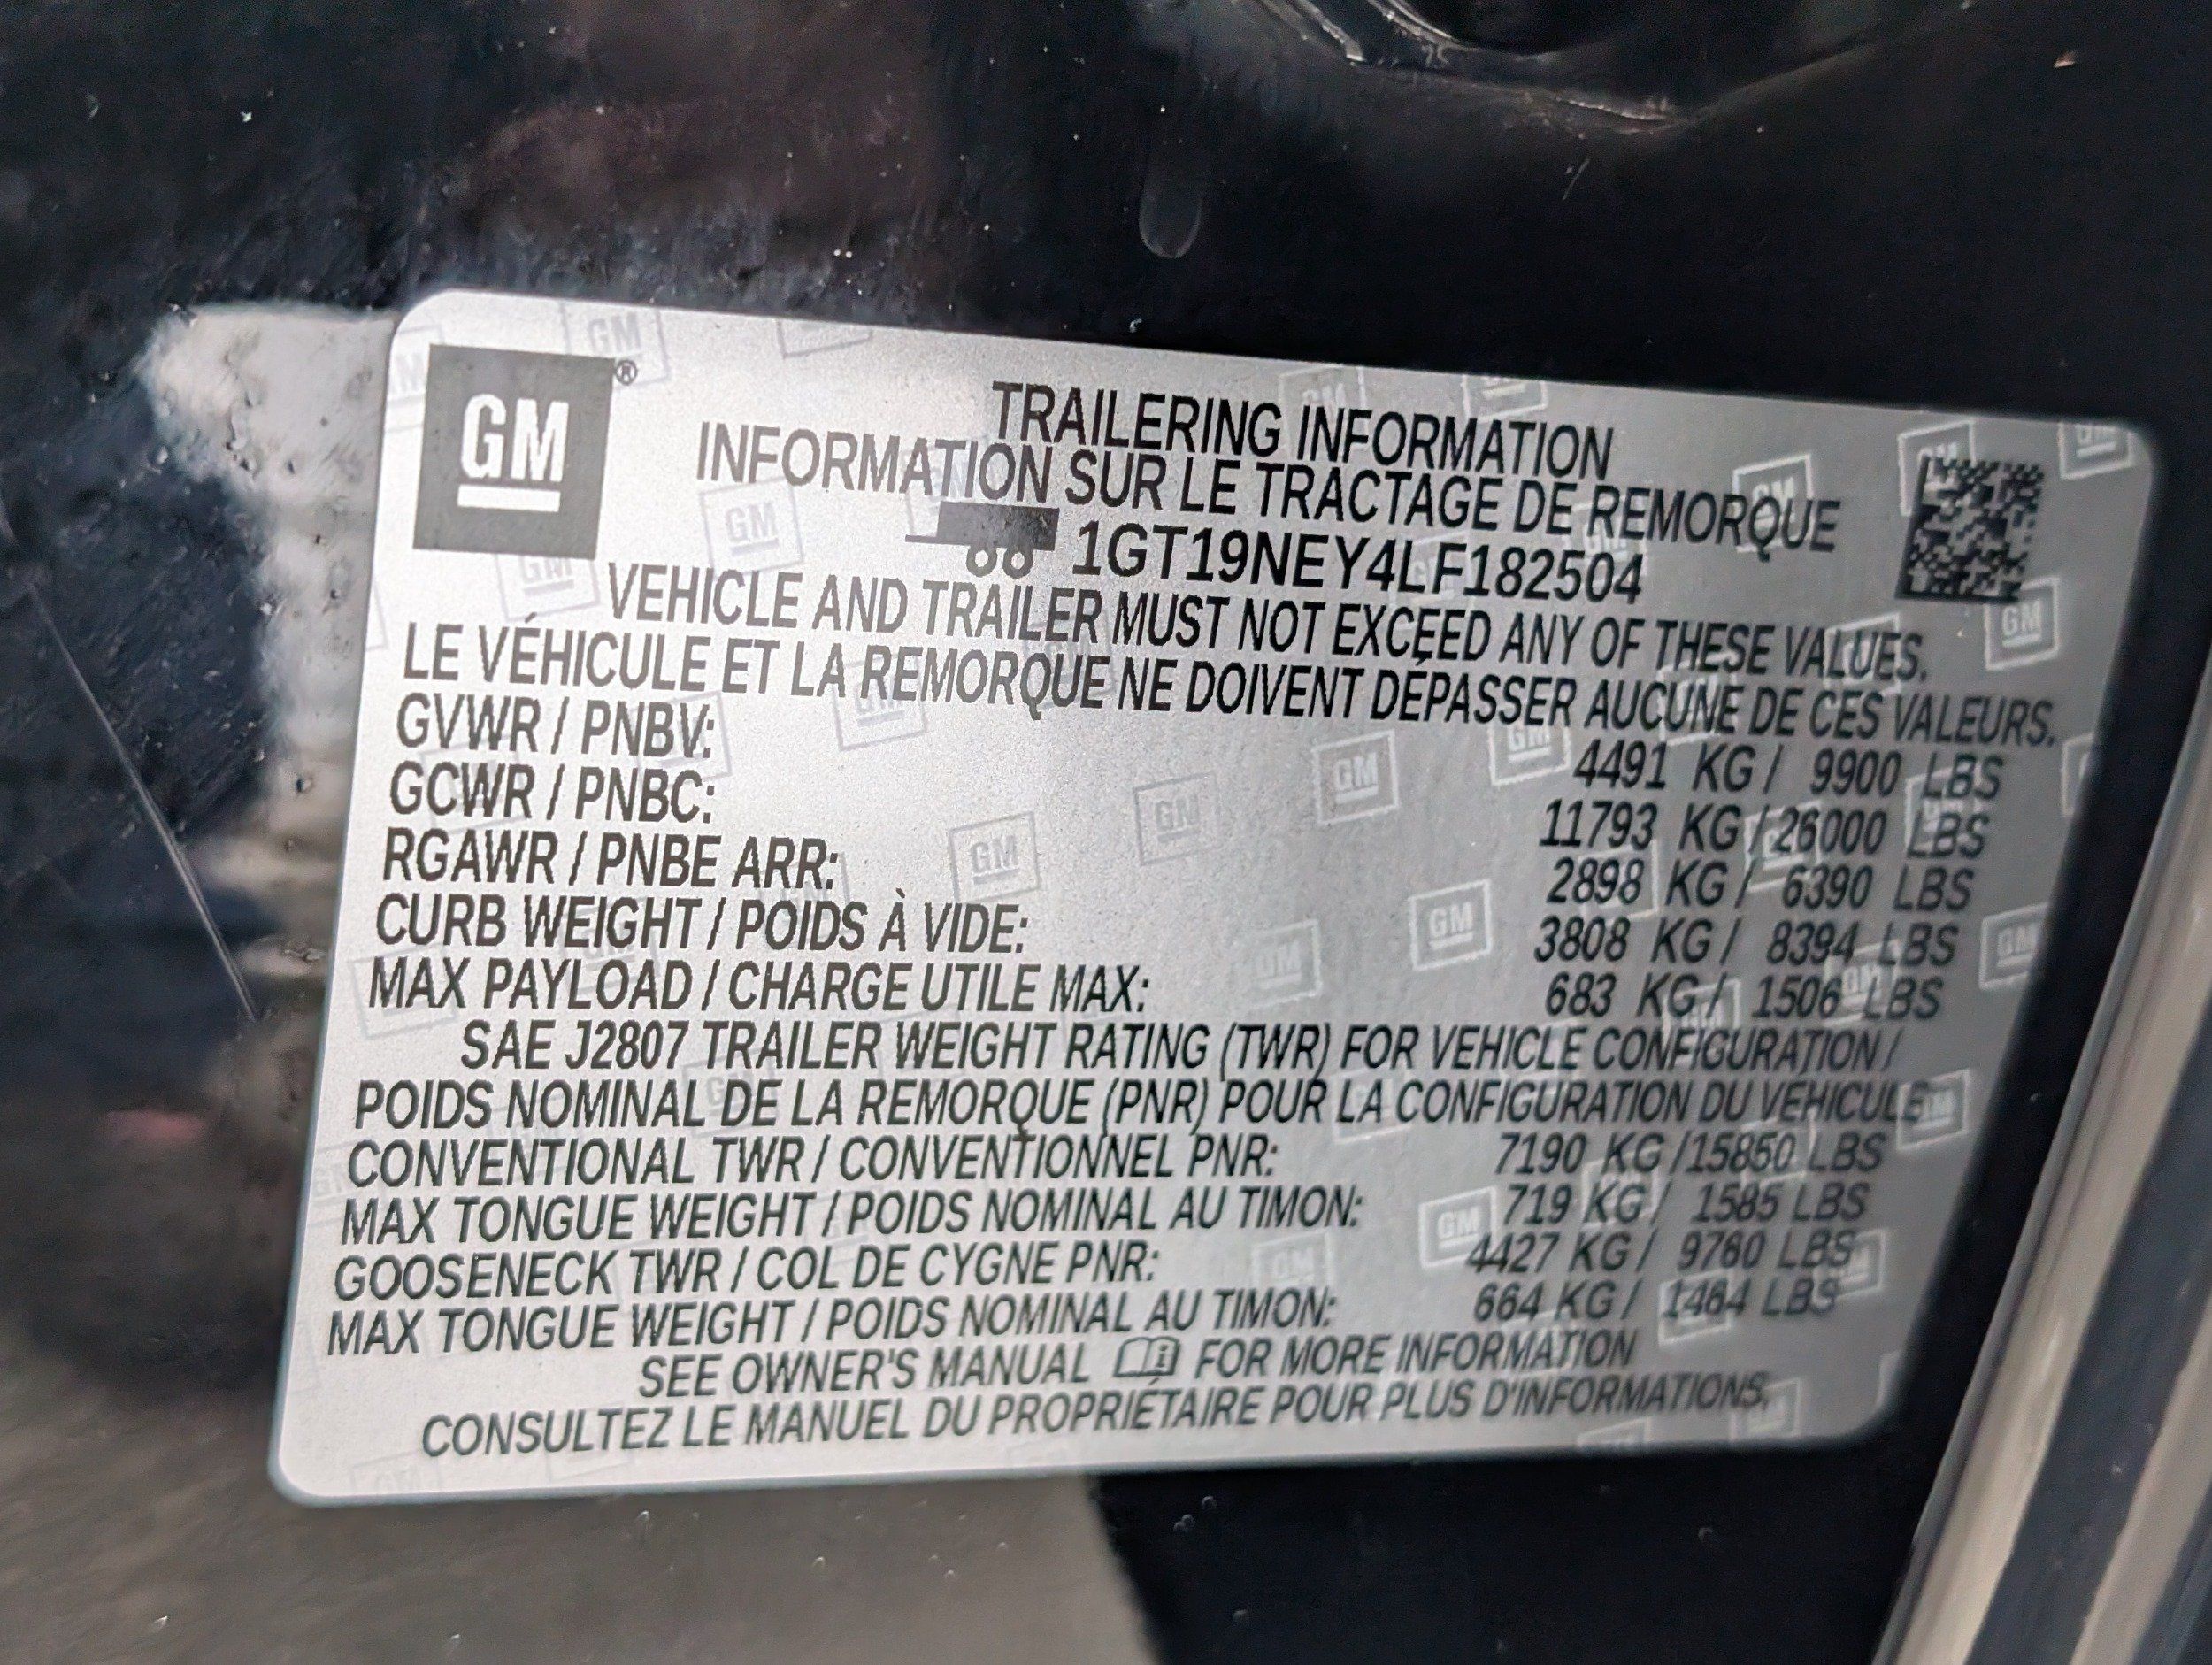 GM ®
TRAILERING INFORMATION
INFORMATION SUR LE TRACTAGE DE REMORQUE
1GT19NEY4LF182504
VEHICLE AND TRAILER MUST NOT EXCEED ANY OF THESE VALUES.
LE VÉHICULE ET LA REMORQUE NE DOIVENT DÉPASSER AUCUNE DE CES VALEURS.
GVWR / PNBV: 4491 KG / 9900 LBS
GCWR / PNBC: 11793 KG / 26000 LBS
RGAWR / PNBE ARR: 2898 KG / 6390 LBS
CURB WEIGHT / POIDS À VIDE: 3808 KG / 8394 LBS
MAX PAYLOAD / CHARGE UTILE MAX: 683 KG / 1506 LBS
SAE J2807 TRAILER WEIGHT RATING (TWR) FOR VEHICLE CONFIGURATION /
POIDS NOMINAL DE LA REMORQUE (PNR) POUR LA CONFIGURATION DU VEHICULE
CONVENTIONAL TWR / CONVENTIONNEL PNR: 7190 KG / 15850 LBS
MAX TONGUE WEIGHT / POIDS NOMINAL AU TIMON: 719 KG / 1585 LBS
GOOSENECK TWR / COL DE CYGNE PNR: 4427 KG / 9760 LBS
MAX TONGUE WEIGHT / POIDS NOMINAL AU TIMON: 664 KG / 1464 LBS
SEE OWNER'S MANUAL FOR MORE INFORMATION
CONSULTEZ LE MANUEL DU PROPRIÉTAIRE POUR PLUS D'INFORMATIONS.